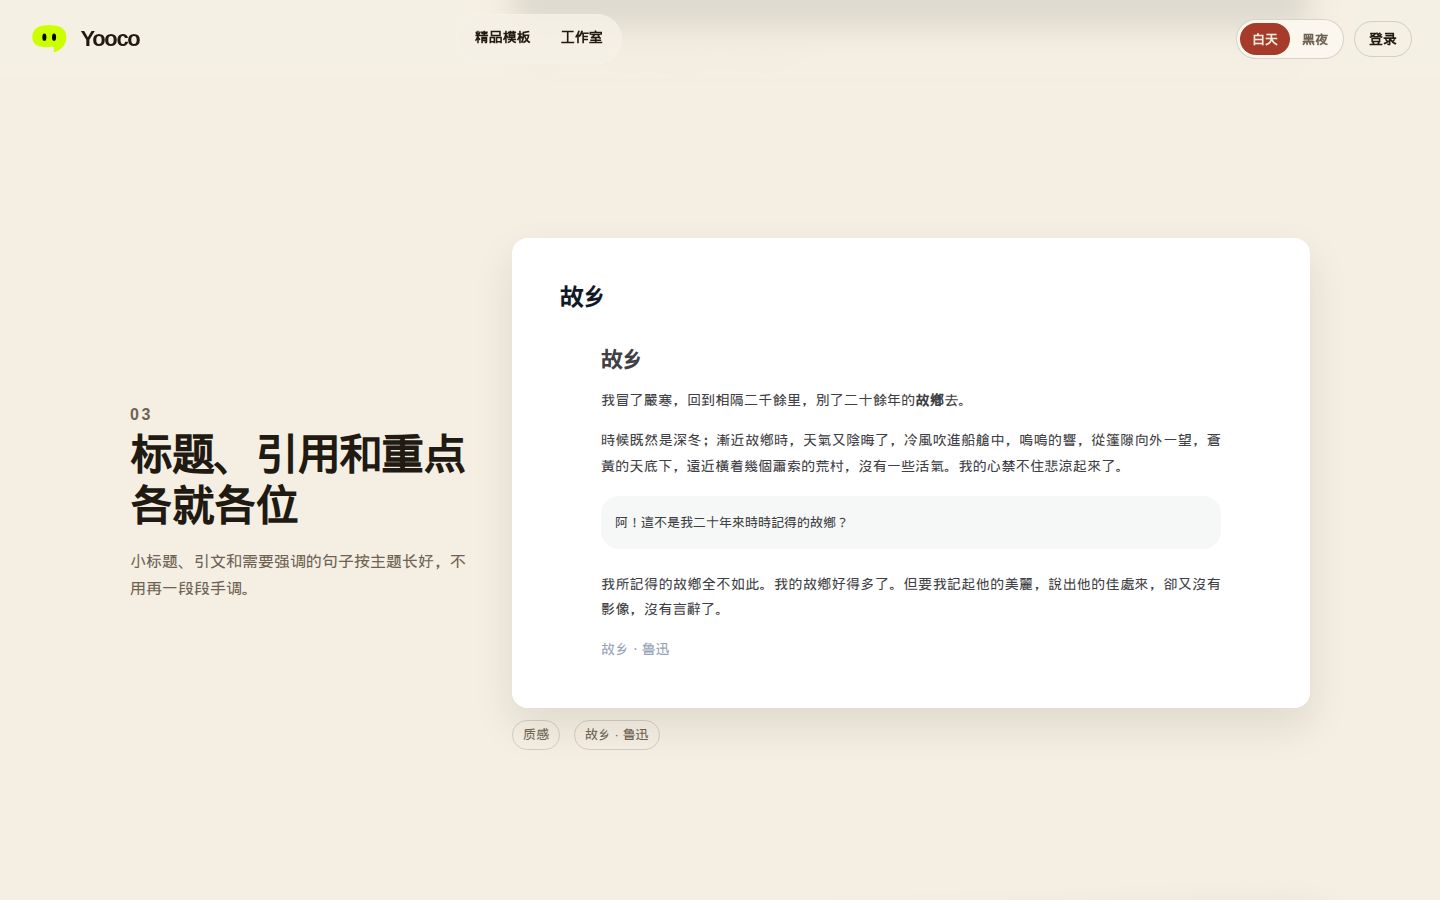 Yooco
精品模板
工作室
白天
黑夜
登录
03
标题、引用和重点
各就各位
小标题、引文和需要强调的句子按主题长好，不
用再一段段手调。
故乡
故乡
我冒了嚴寒，回到相隔二千餘里，別了二十餘年的故鄉去。
時候既然是深冬；漸近故鄉時，天氣又陰晦了，冷風吹進船艙中，嗚嗚的響，從篷隙向外一望，蒼
黃的天底下，遠近橫着幾個蕭索的荒村，沒有一些活氣。我的心禁不住悲涼起來了。
阿！這不是我二十年來時時記得的故鄉？
我所記得的故鄉全不如此。我的故鄉好得多了。但要我記起他的美麗，說出他的佳處來，卻又沒有
影像，沒有言辭了。
故乡 · 鲁迅
质感
故乡 · 鲁迅